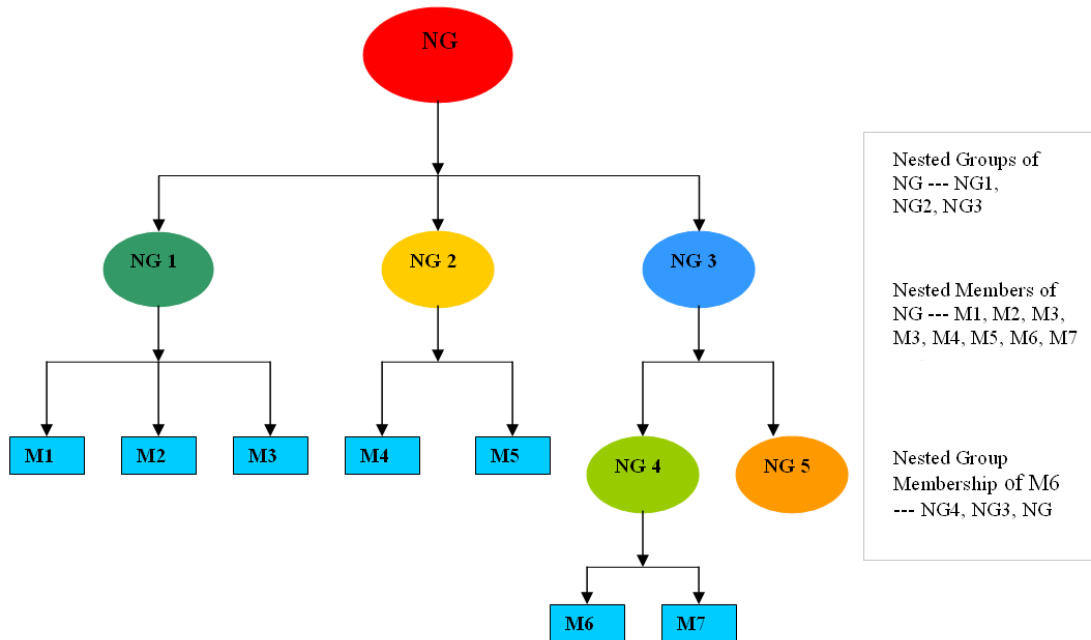 NG
NG 1
NG 2
NG 3
M1
M2
M3
M4
M5
NG 4
NG 5
M6
M7
Nested Groups of
NG --- NG1,
NG2, NG3
Nested Members of
NG --- M1, M2, M3,
M3, M4, M5, M6, M7
Nested Group
Membership of M6
--- NG4, NG3, NG